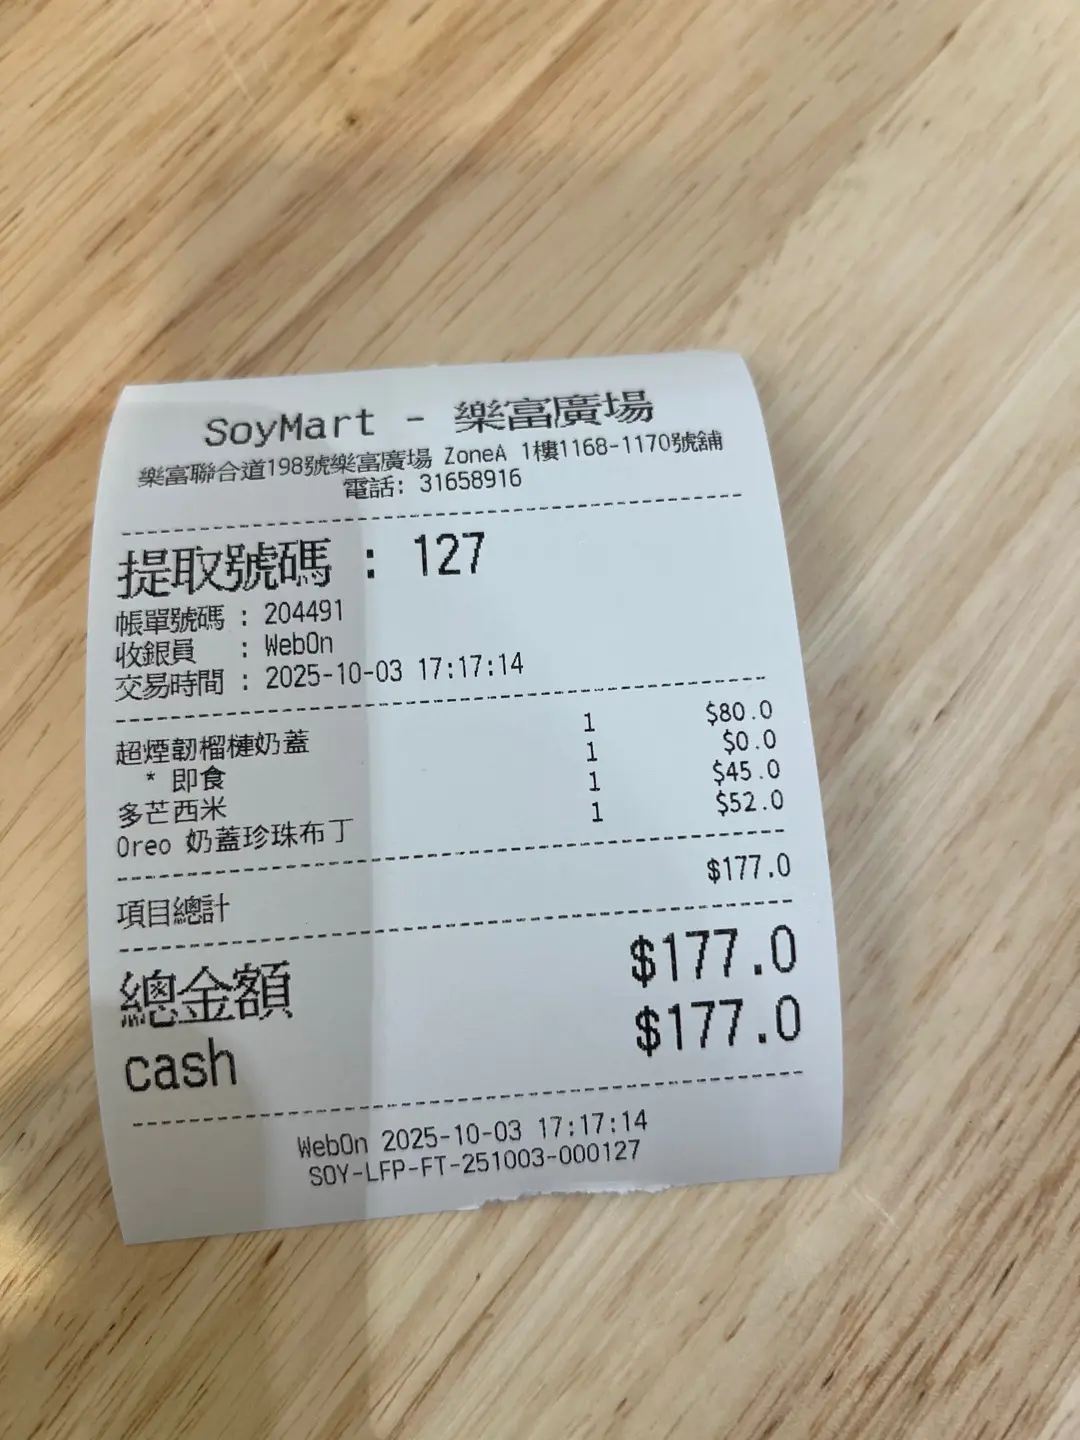 SoyMart - 樂富廣場
樂富聯合道198號樂富廣場 ZoneA 1樓1168-1170號舖
電話: 31658916
提取號碼 : 127
帳單號碼 : 204491
收銀員 : WebOn
交易時間 : 2025-10-03 17:17:14
超煙韌榴槤奶蓋 1 $80.0
* 即食 1 $0.0
多芒西米 1 $45.0
Oreo 奶蓋珍珠布丁 1 $52.0
項目總計 $177.0
總金額 $177.0
cash $177.0
WebOn 2025-10-03 17:17:14
SOY-LFP-FT-251003-000127